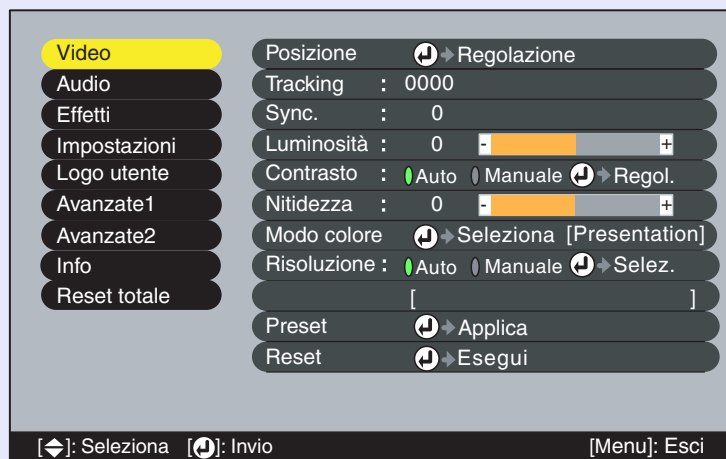 Video
Audio
Effetti
Impostazioni
Logo utente
Avanzate1
Avanzate2
Info
Reset totale
Posizione Regolazione
Tracking : 0000
Sync. : 0
Luminosità : 0 - +
Contrasto : Auto Manuale Regol.
Nitidezza : 0 - +
Modo colore Seleziona [Presentation]
Risoluzione : Auto Manuale Selez.
[ ]
Preset Applica
Reset Esegui
[ ]: Seleziona [ ]: Invio [Menu]: Esci